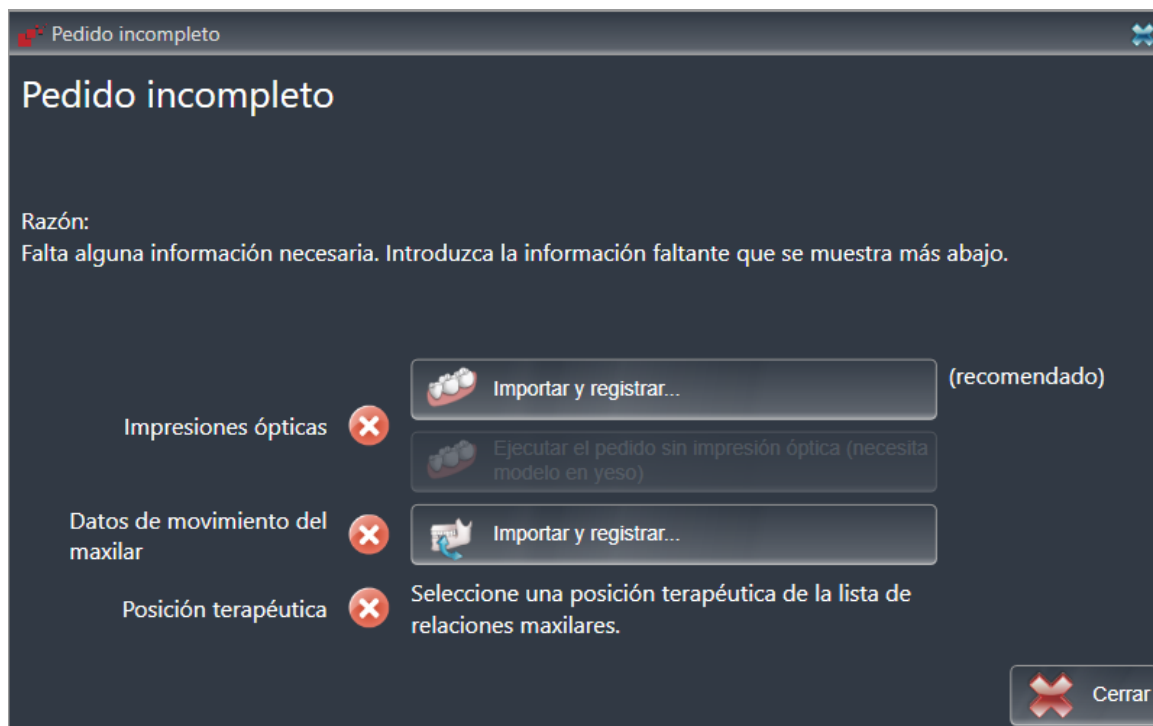 Pedido incompleto
Pedido incompleto
Razón:
Falta alguna información necesaria. Introduzca la información faltante que se muestra más abajo.
Impresiones ópticas
Importar y registrar...
(recomendado)
Ejecutar el pedido sin impresión óptica (necesita
modelo en yeso)
Datos de movimiento del
maxilar
Importar y registrar...
Posición terapéutica
Seleccione una posición terapéutica de la lista de
relaciones maxilares.
Cerrar